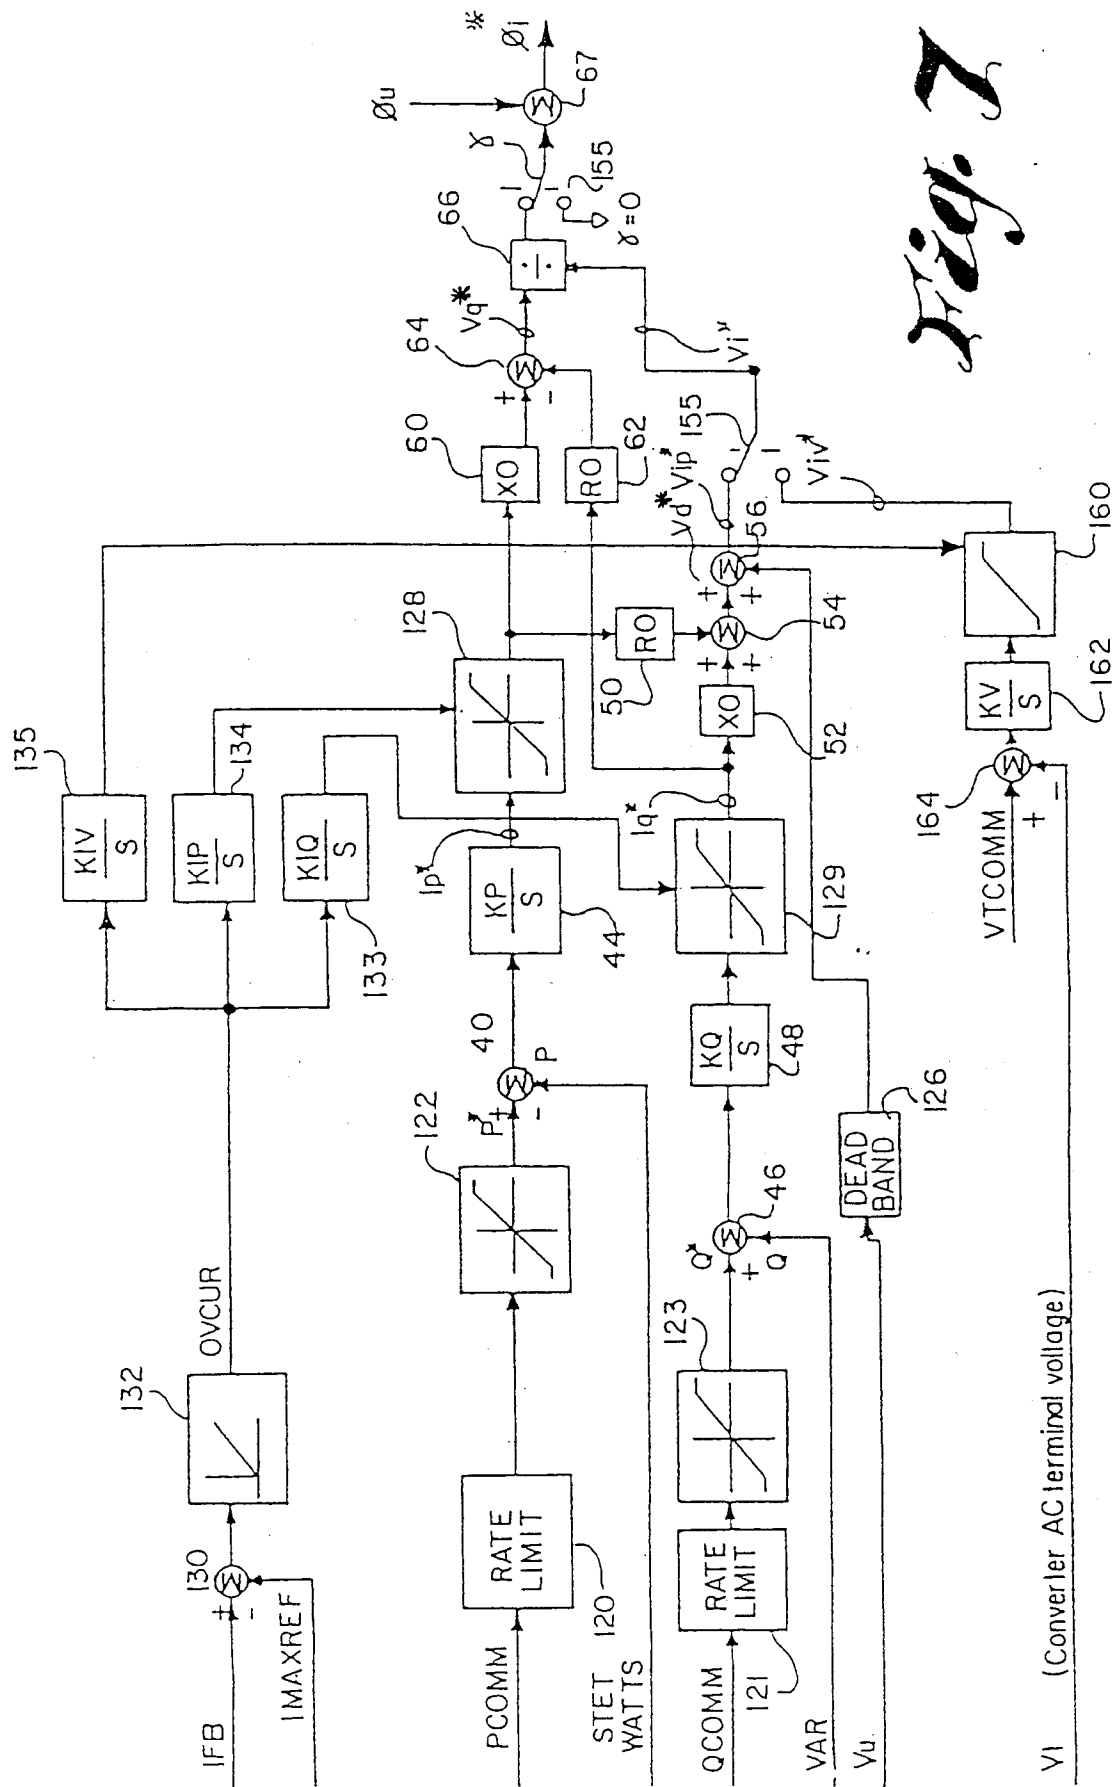 IFB
+
-
130
IMAXREF
132
OVCUR
135
KIV
S
KIP
S
134
KIQ
S
133
PCOMM
RATE
LIMIT
120
122
P*
+
-
P
40
STET
WATTS
KP
S
44
Ip*
128
XO
60
+
-
64
Vq*
66
÷
γ
155
γ=0
Øu
Σ
67
Øi
*
RO
62
QCOMM
RATE
LIMIT
121
123
Q*
+
Q
46
VAR
KQ
S
48
129
Iq*
XO
52
RO
50
+
+
54
+
+
56
Vd*
Vip*
155
Vi*
Viv*
Vu
DEAD
BAND
126
VTCOMM
+
-
164
KV
S
162
160
VI
(Converter AC terminal voltage)
Fig. 7